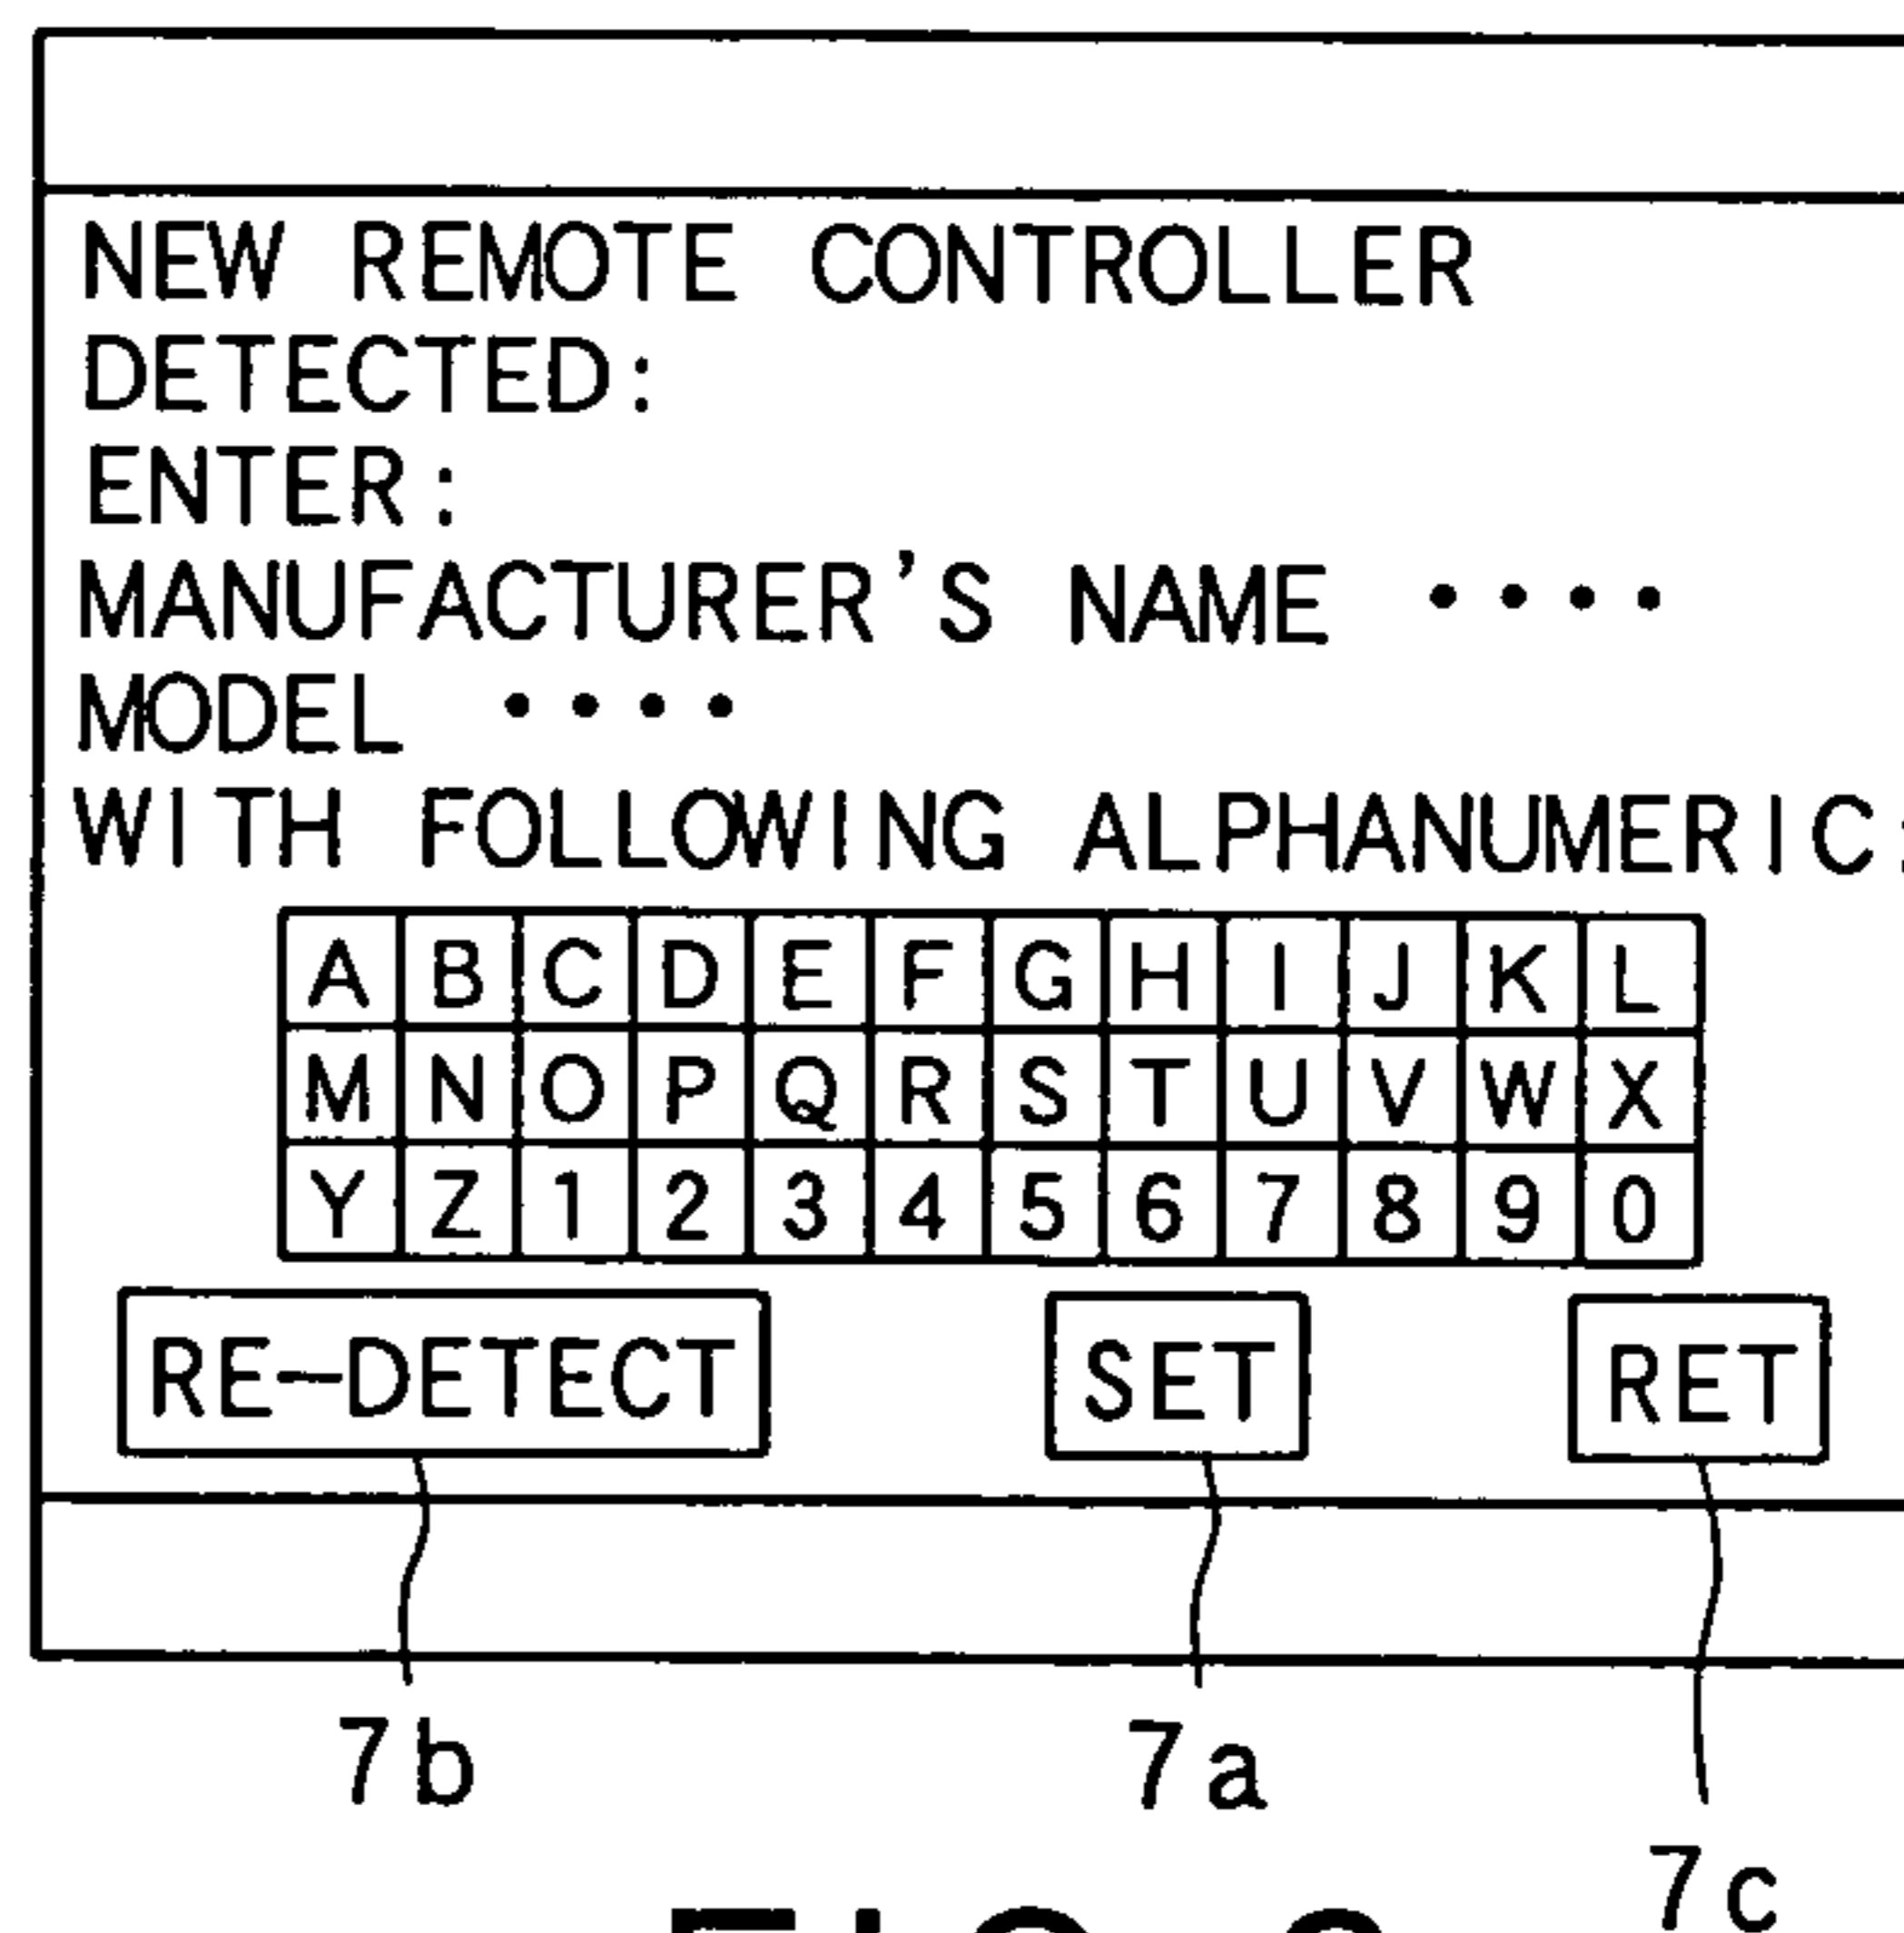 NEW REMOTE CONTROLLER
DETECTED:
ENTER:
MANUFACTURER'S NAME ····
MODEL ····
WITH FOLLOWING ALPHANUMERIC:
A B C D E F G H I J K L
M N O P Q R S T U V W X
Y Z 1 2 3 4 5 6 7 8 9 0
RE-DETECT SET RET
7b 7a
7c